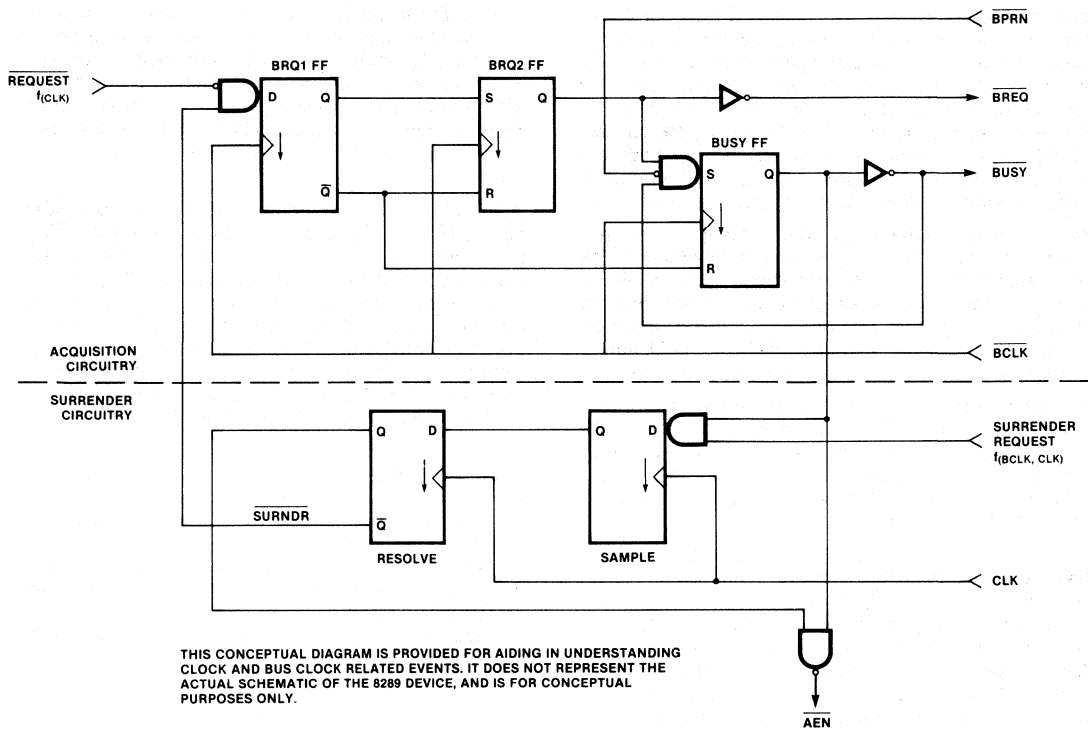 BPRN
BRQ1 FF
BRQ2 FF
REQUEST
f(CLK)
D
Q
S
Q
BREQ
BUSY FF
S
Q
BUSY
Q
R
R
ACQUISITION
CIRCUITRY
BCLK
SURRENDER
CIRCUITRY
Q
D
Q
D
SURRENDER
REQUEST
f(BCLK, CLK)
SURNDR
Q
RESOLVE
SAMPLE
CLK
THIS CONCEPTUAL DIAGRAM IS PROVIDED FOR AIDING IN UNDERSTANDING
CLOCK AND BUS CLOCK RELATED EVENTS. IT DOES NOT REPRESENT THE
ACTUAL SCHEMATIC OF THE 8289 DEVICE, AND IS FOR CONCEPTUAL
PURPOSES ONLY.
AEN